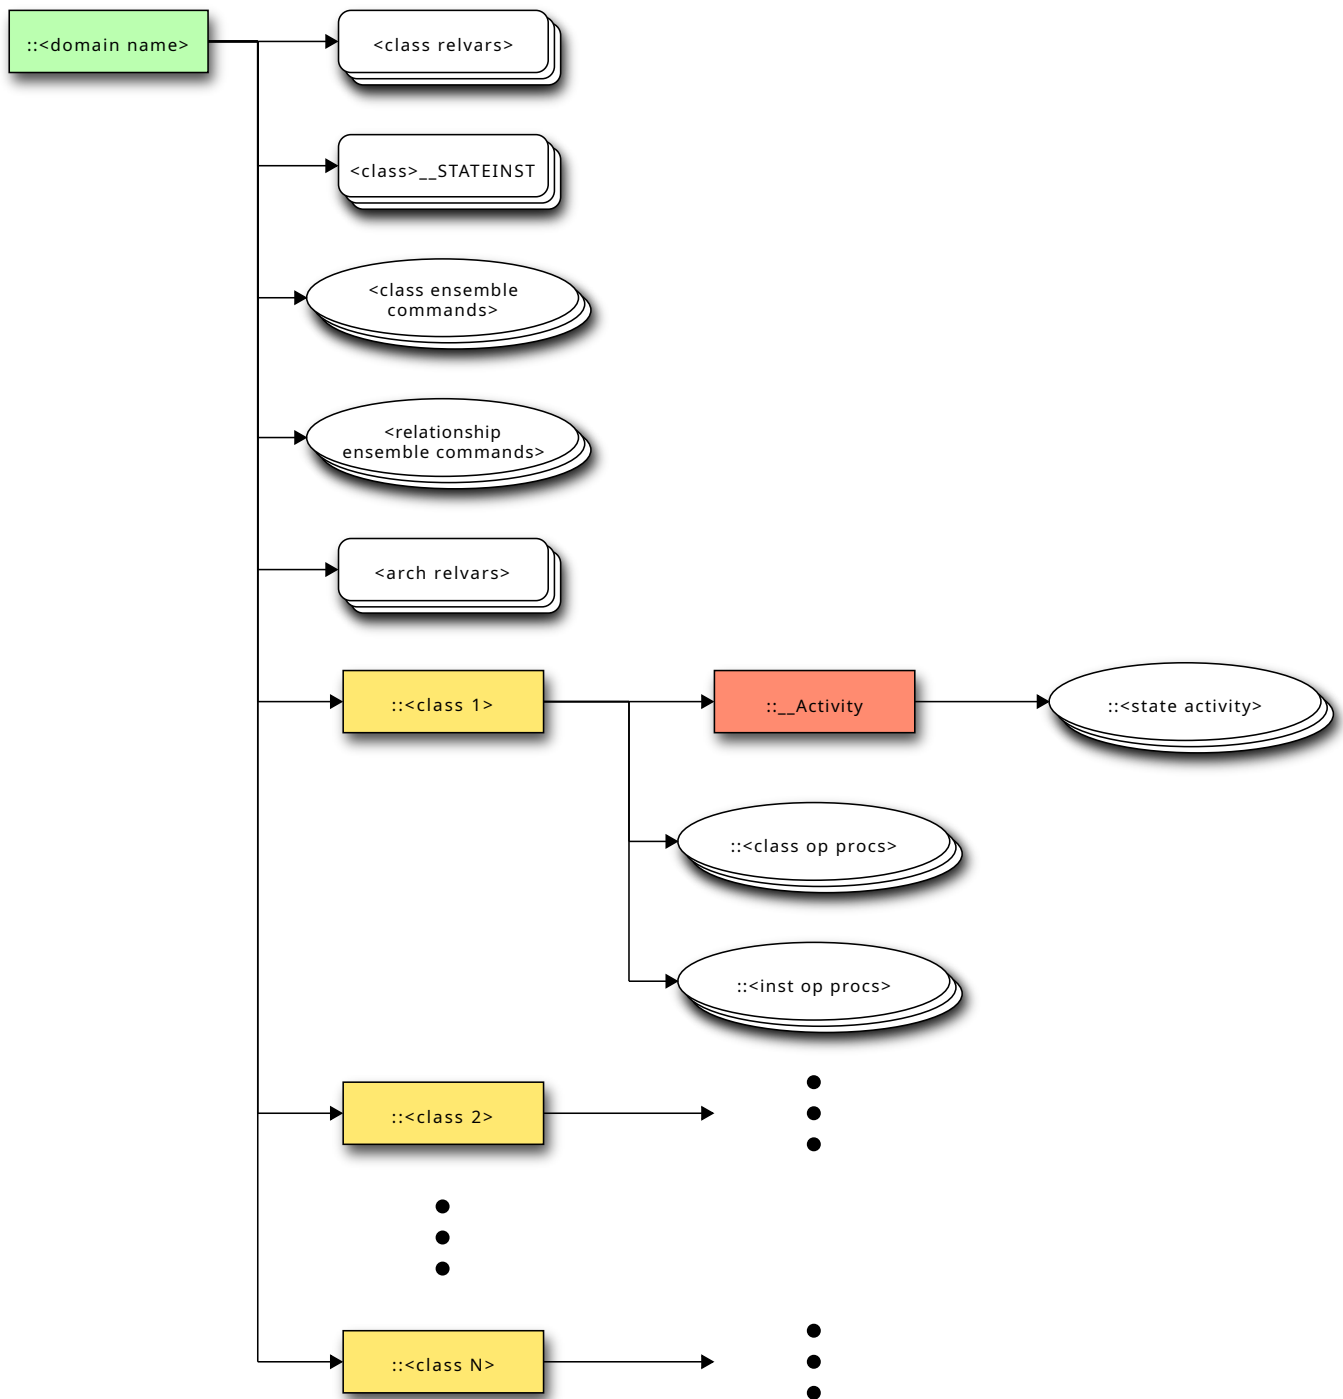 ::<domain name>
<class relvars>
<class>__STATEINST
<class ensemble
commands>
<relationship
ensemble commands>
<arch relvars>
::<class 1>
::__Activity
::<state activity>
::<class op procs>
::<inst op procs>
::<class 2>
::<class N>